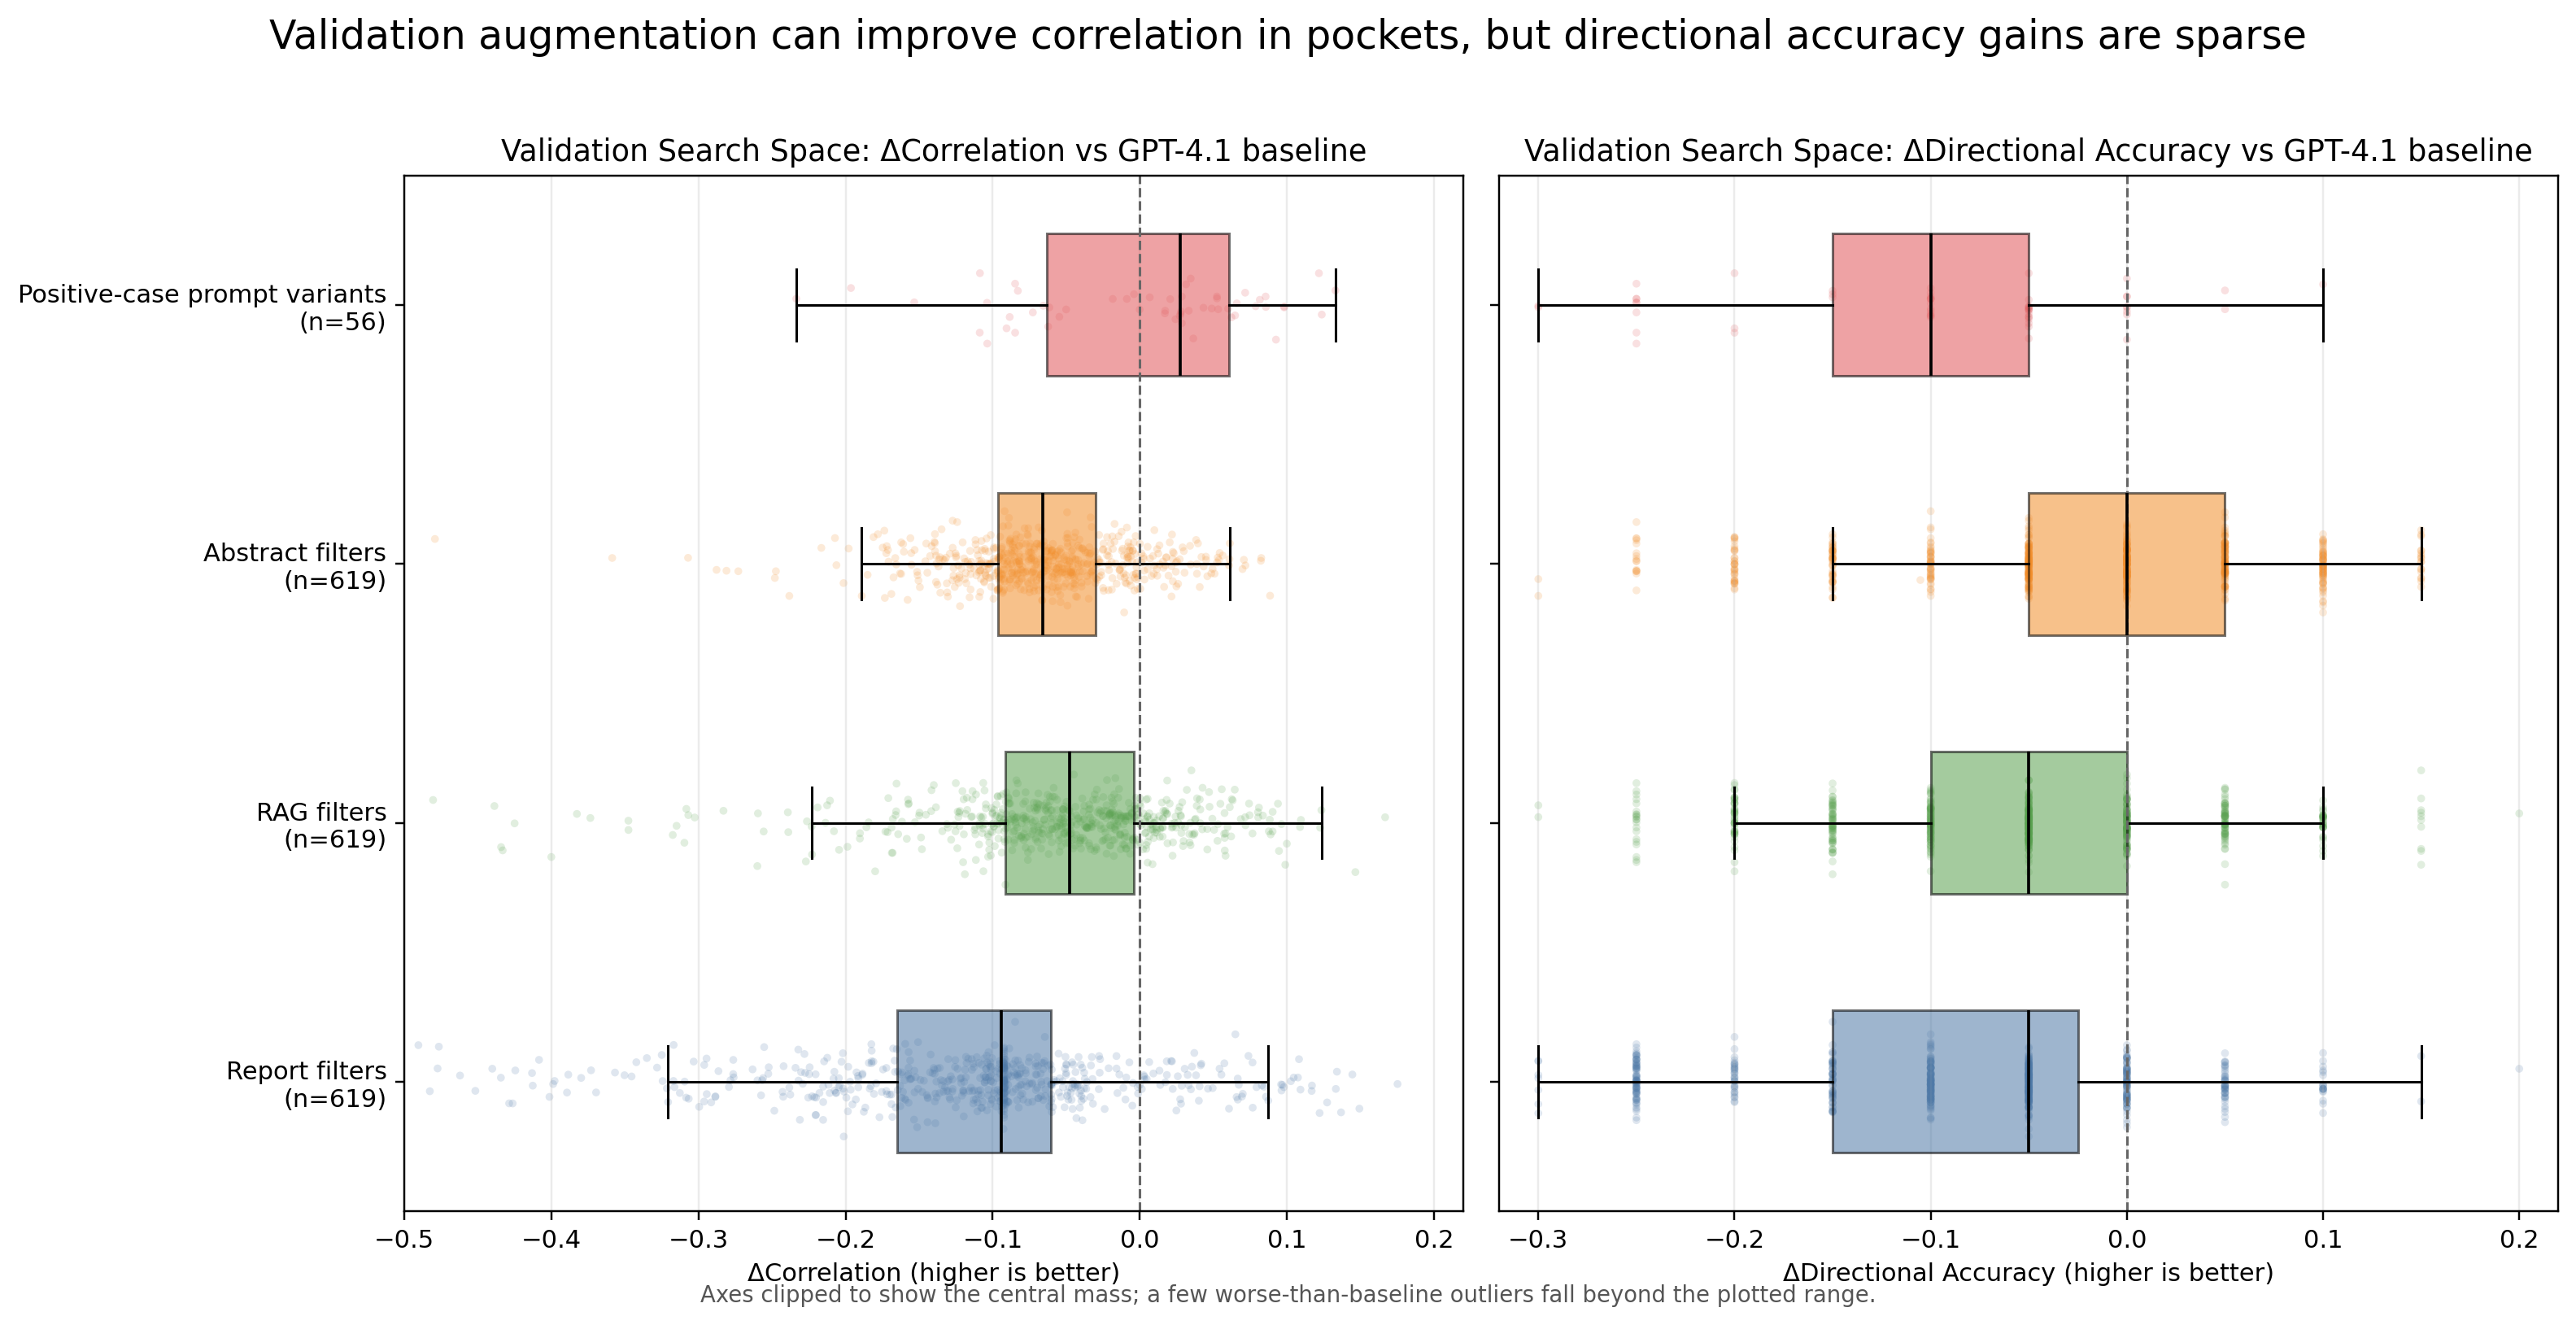 Validation augmentation can improve correlation in pockets, but directional accuracy gains are sparse
Validation Search Space: ΔCorrelation vs GPT-4.1 baseline
Validation Search Space: ΔDirectional Accuracy vs GPT-4.1 baseline
Positive-case prompt variants
(n=56)
Abstract filters
(n=619)
RAG filters
(n=619)
Report filters
(n=619)
−0.5 −0.4 −0.3 −0.2 −0.1 0.0 0.1 0.2
−0.3 −0.2 −0.1 0.0 0.1 0.2
ΔCorrelation (higher is better)
ΔDirectional Accuracy (higher is better)
Axes clipped to show the central mass; a few worse-than-baseline outliers fall beyond the plotted range.